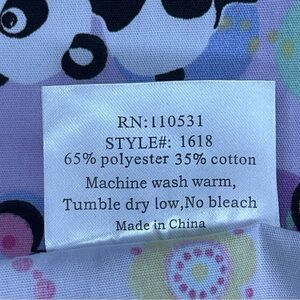 RN:110531
STYLE#: 1618
65% polyester 35% cotton
Machine wash warm,
Tumble dry low,No bleach
Made in China